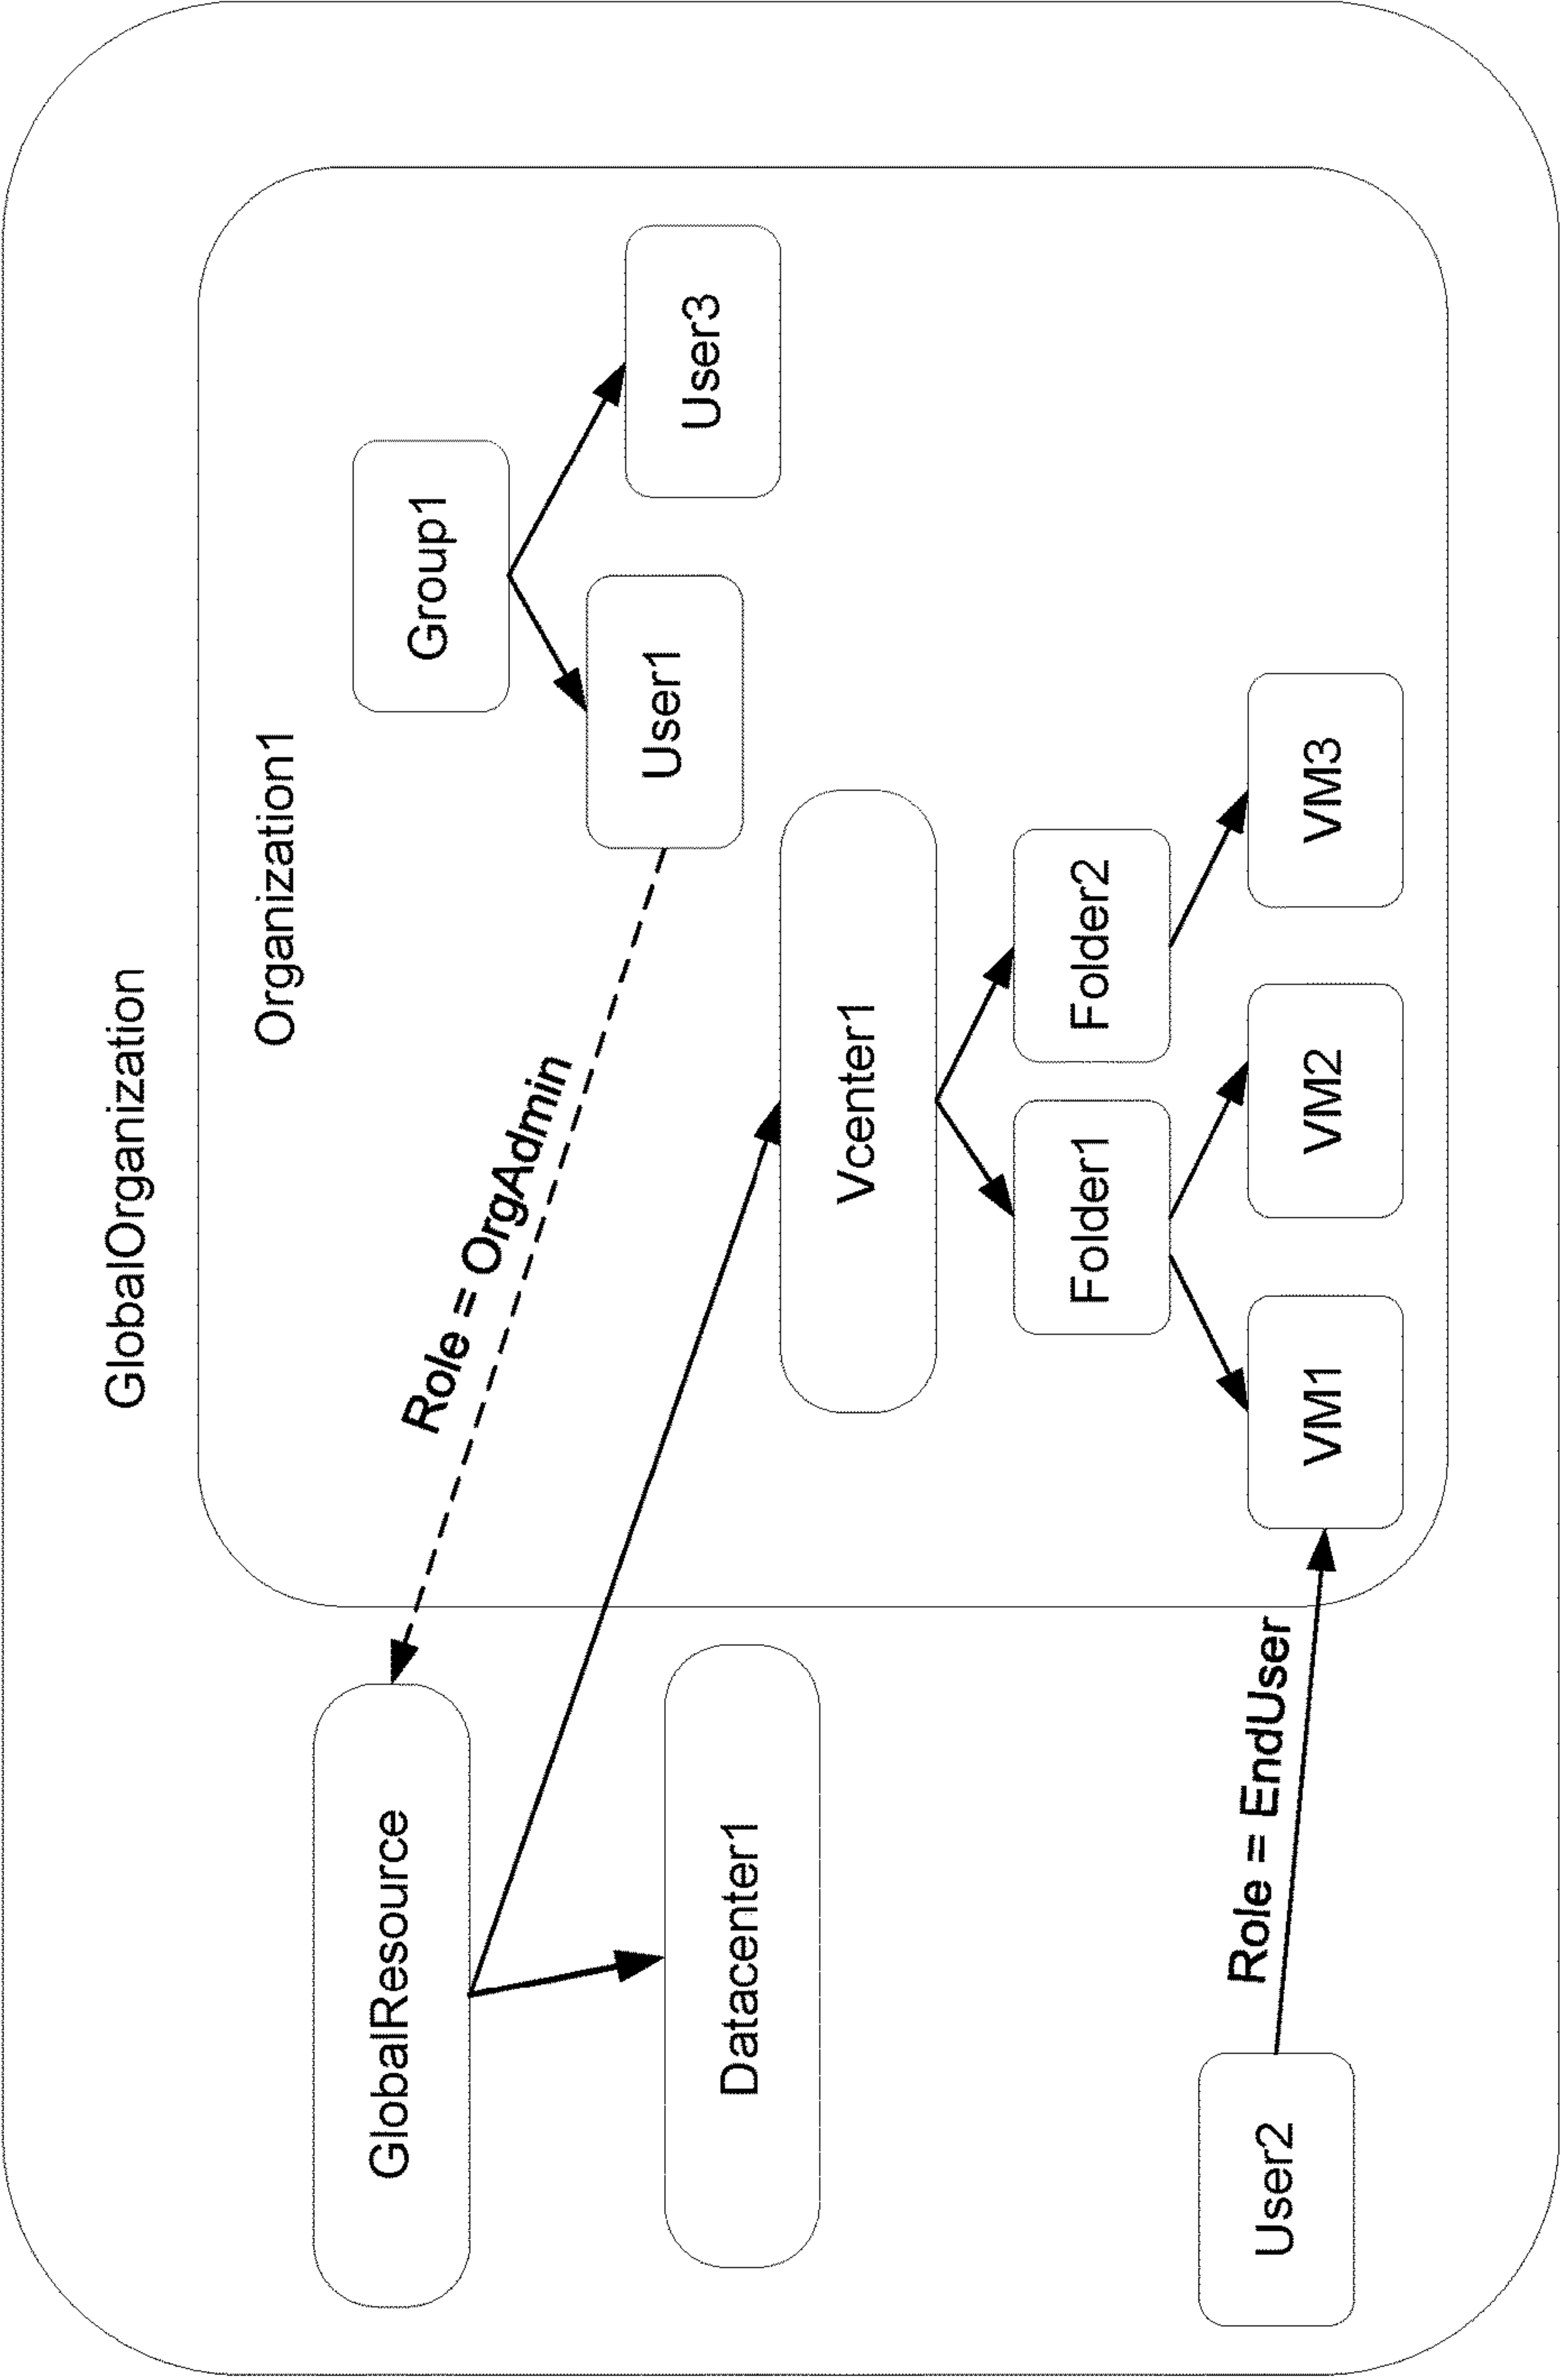 GlobalOrganization
Organization1
GlobalResource
Role = OrgAdmin
Group1
User1
User3
Datacenter1
Vcenter1
Folder1
Folder2
User2
Role = EndUser
VM1
VM2
VM3